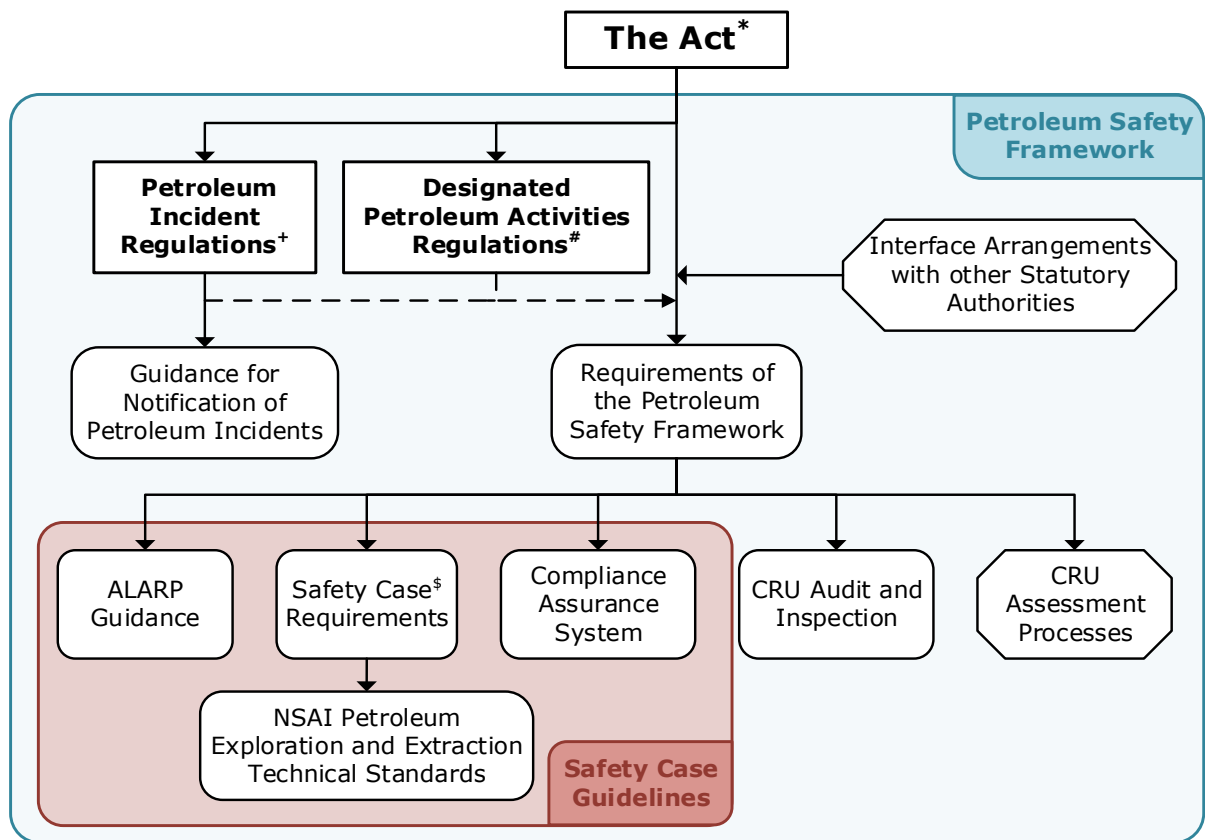 The Act*
Petroleum Safety
Framework
Petroleum
Incident
Regulations+
Designated
Petroleum Activities
Regulations#
Interface Arrangements
with other Statutory
Authorities
Guidance for
Notification of
Petroleum Incidents
Requirements of
the Petroleum
Safety Framework
ALARP
Guidance
Safety Case$
Requirements
Compliance
Assurance
System
CRU Audit and
Inspection
CRU
Assessment
Processes
NSAI Petroleum
Exploration and Extraction
Technical Standards
Safety Case
Guidelines